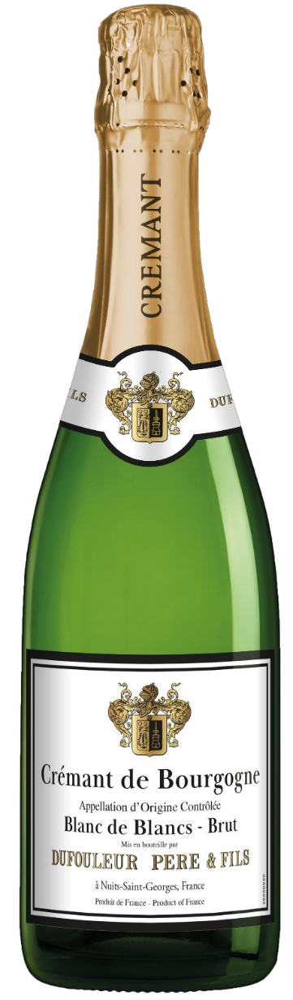 CREMANT
ILS
DUF
Crémant de Bourgogne
Appellation d'Origine Contrôlée
Blanc de Blancs - Brut
Mis en bouteille par
DUFOULEUR PERE & FILS
à Nuits-Saint-Georges, France
Produit de France - Product of France